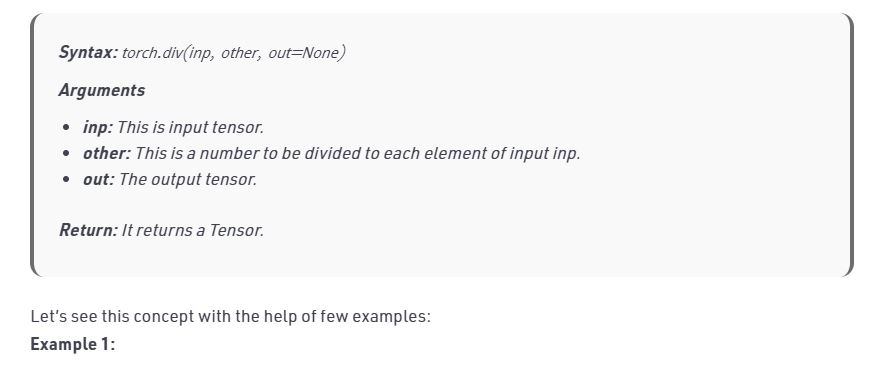 Syntax: torch.div(inp, other, out=None)
Arguments
• inp: This is input tensor.
• other: This is a number to be divided to each element of input inp.
• out: The output tensor.
Return: It returns a Tensor.
Let's see this concept with the help of few examples:
Example 1: